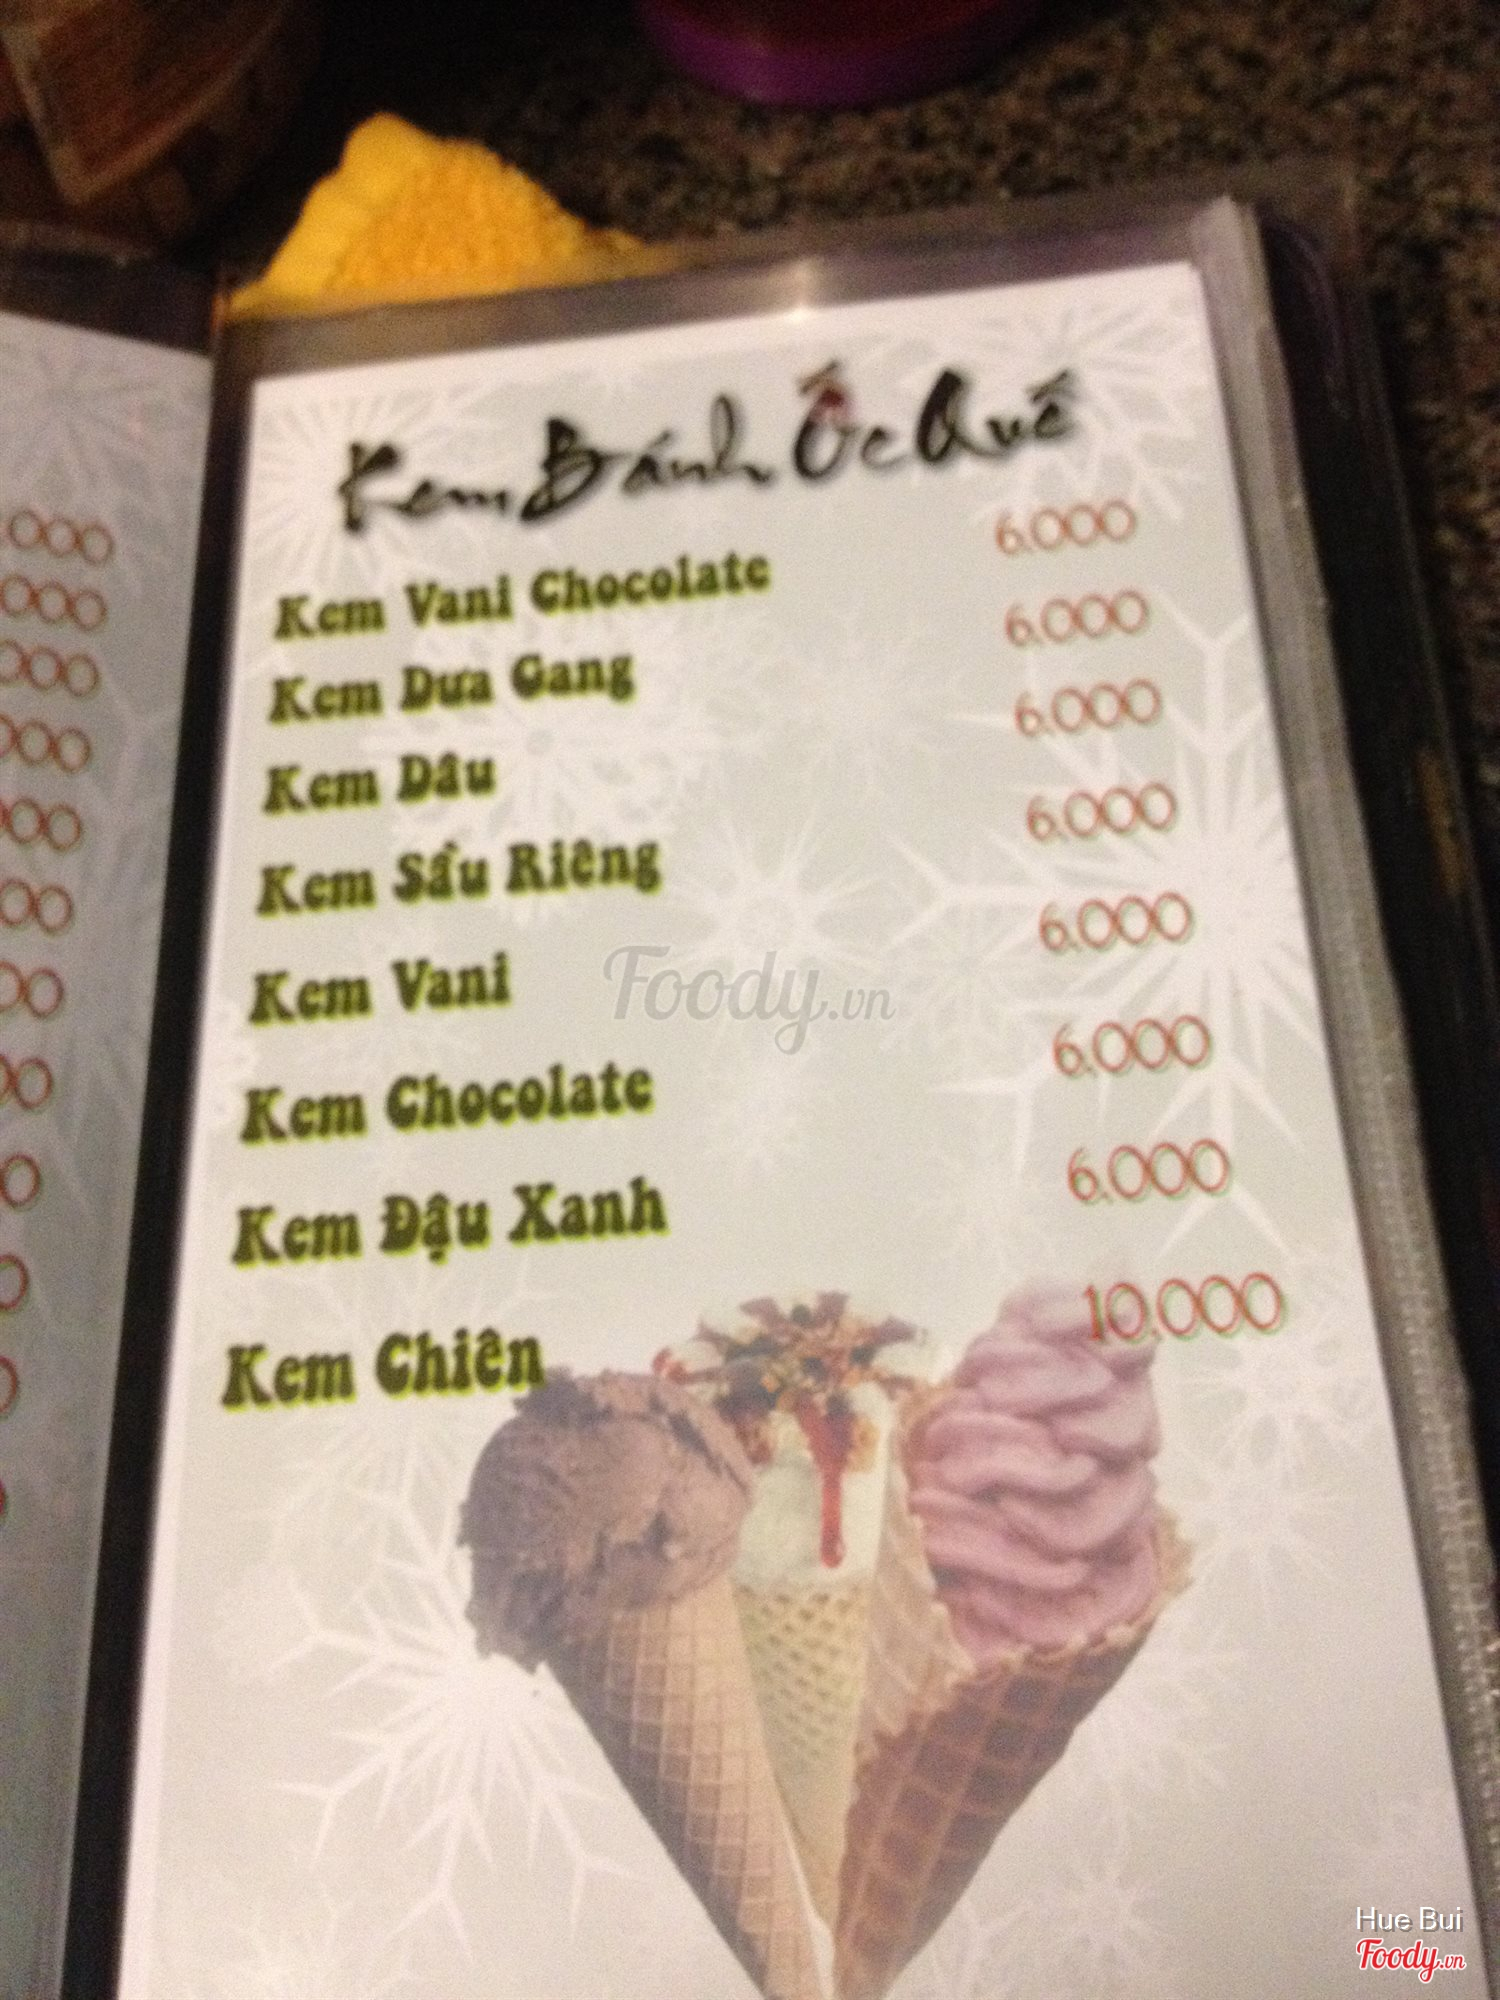 Kem Bánh Ốc Quế
Kem Vani Chocolate 6.000
Kem Dưa Gang 6.000
Kem Dâu 6.000
Kem Sầu Riêng 6.000
Kem Vani 6.000
Kem Chocolate 6.000
Kem Đậu Xanh 6.000
Kem Chiên 10.000
Foody.vn
Hue Bui
Foody.vn